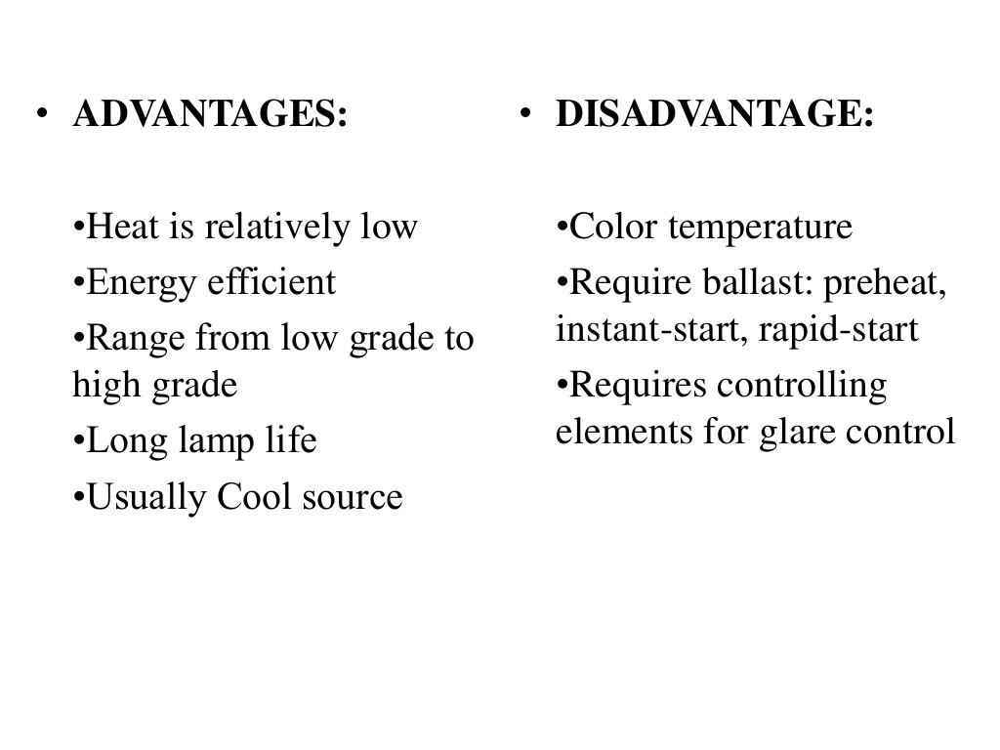 • ADVANTAGES:
•Heat is relatively low
•Energy efficient
•Range from low grade to
high grade
•Long lamp life
•Usually Cool source
• DISADVANTAGE:
•Color temperature
•Require ballast: preheat,
instant-start, rapid-start
•Requires controlling
elements for glare control